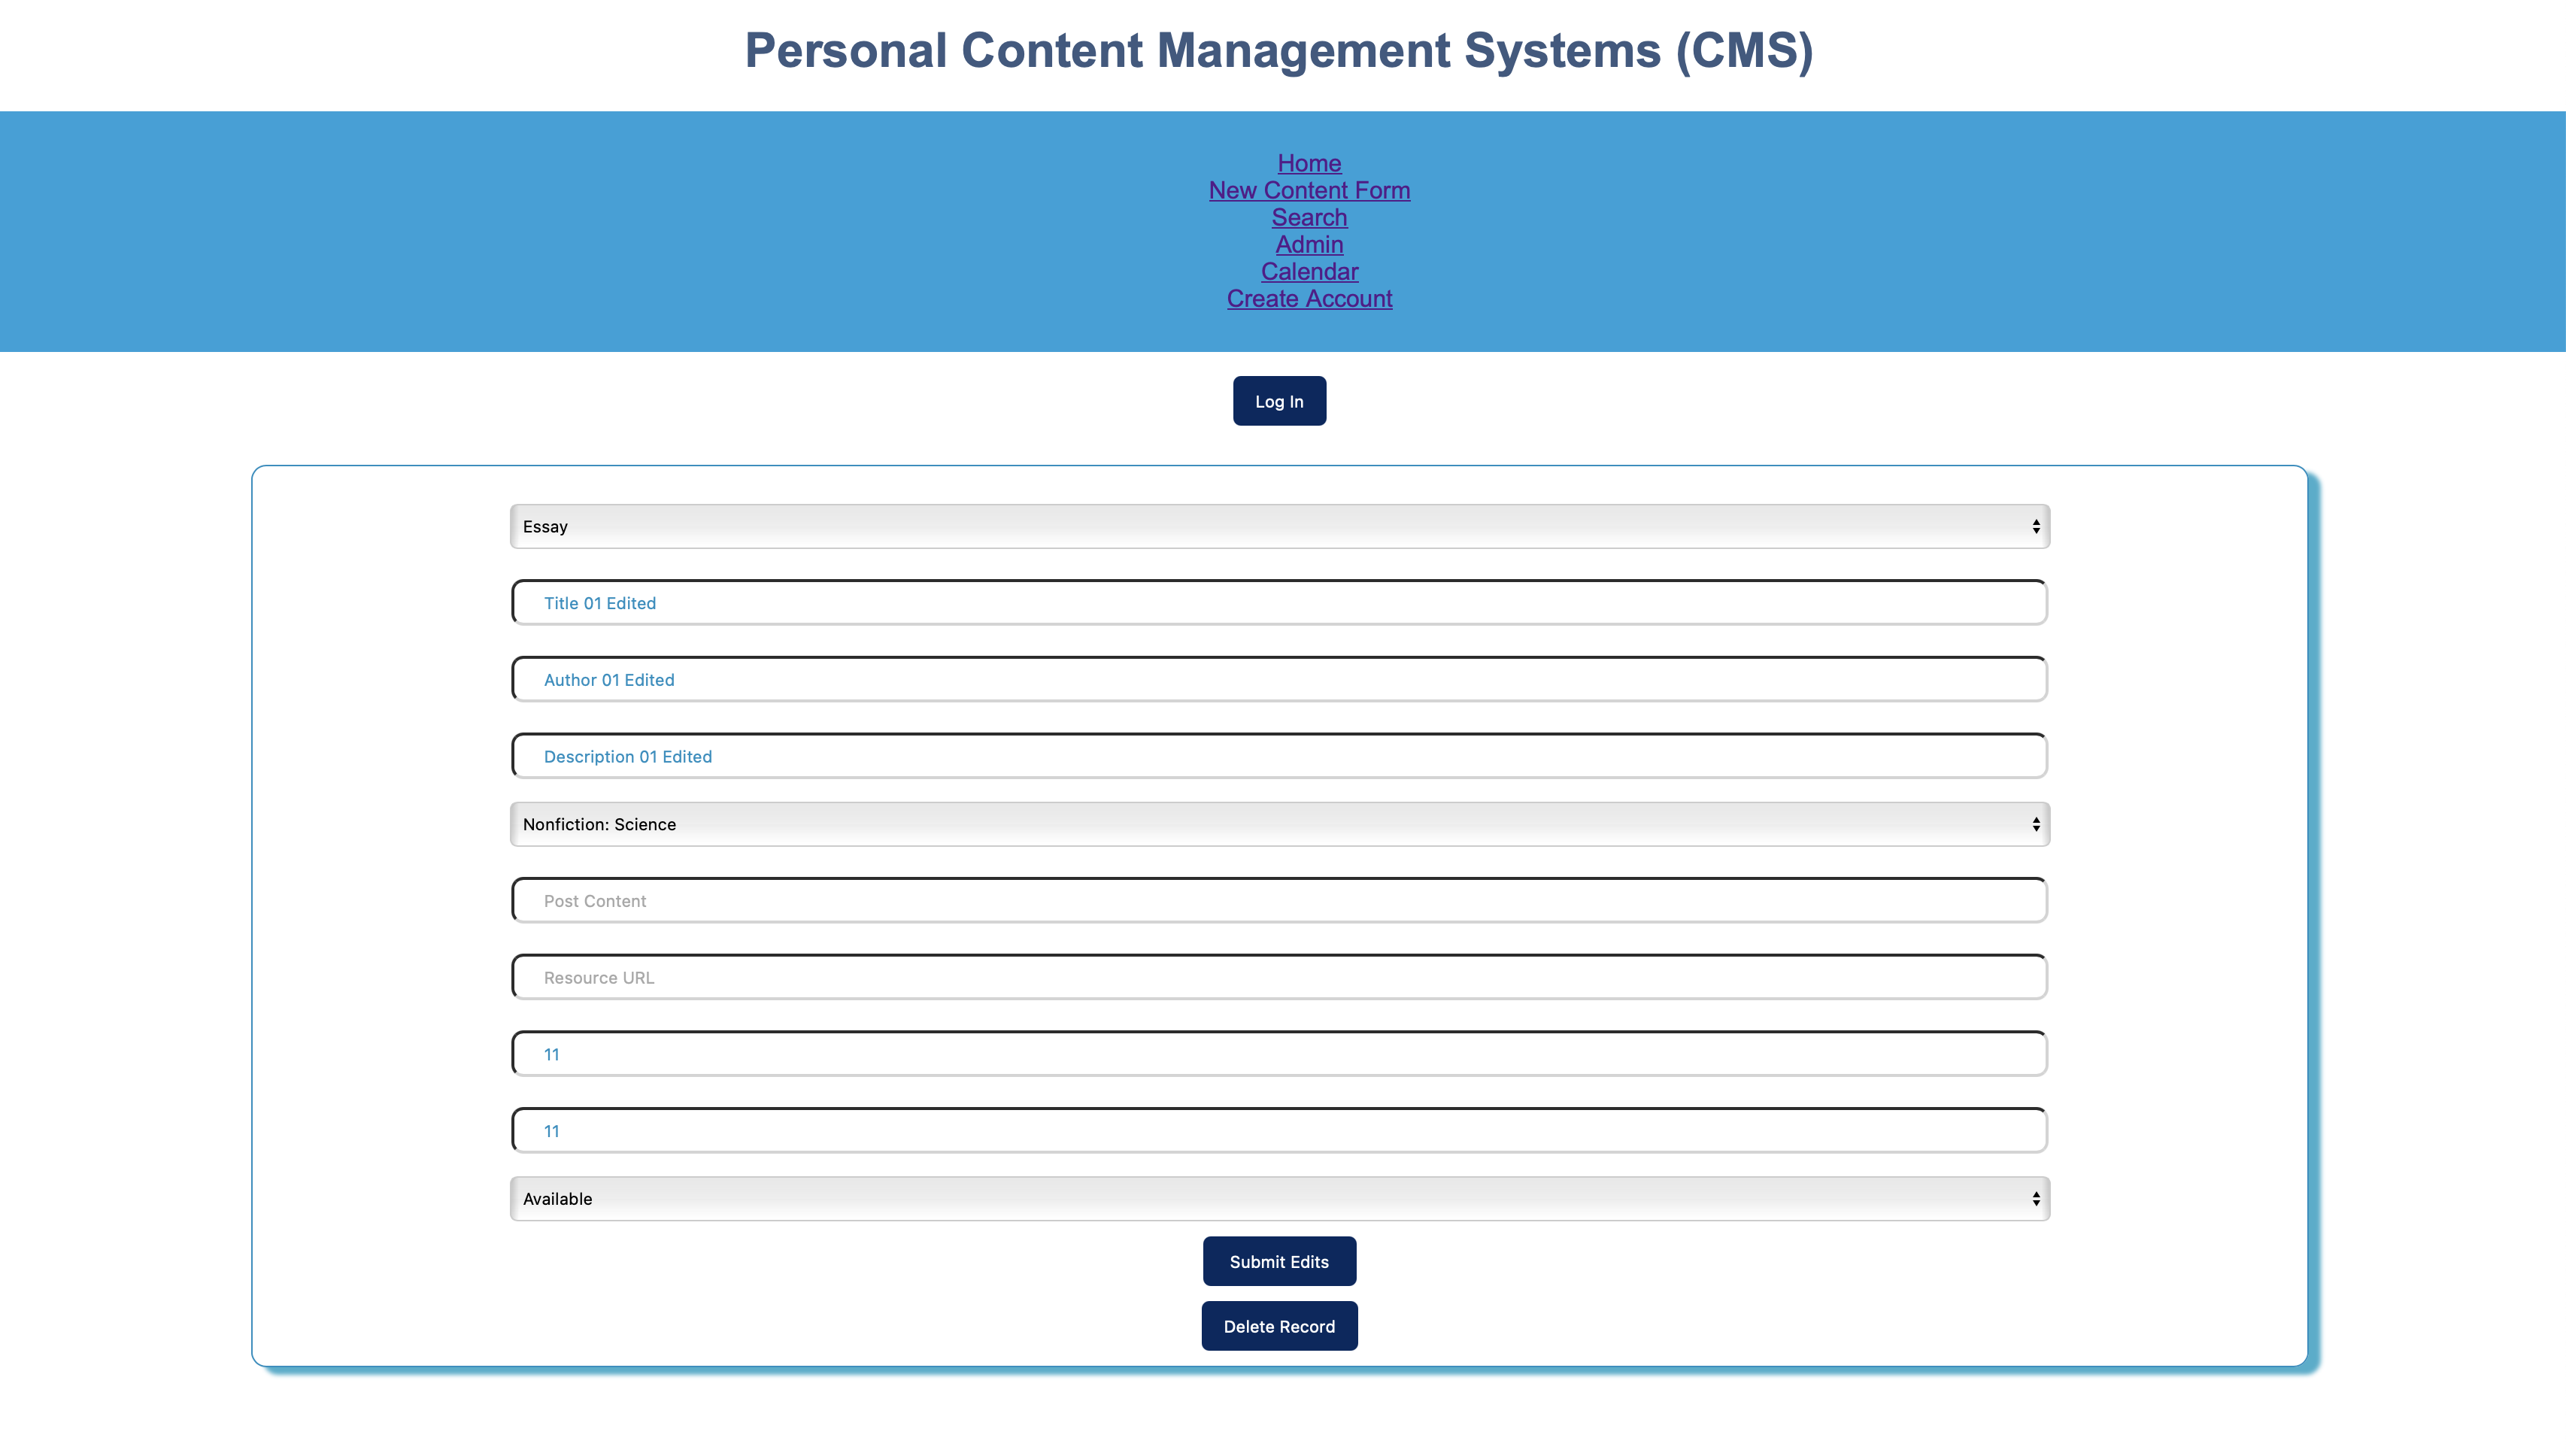 Personal Content Management Systems (CMS)
Home
New Content Form
Search
Admin
Calendar
Create Account
Log In
Essay
Title 01 Edited
Author 01 Edited
Description 01 Edited
Nonfiction: Science
Post Content
Resource URL
11
11
Available
Submit Edits
Delete Record